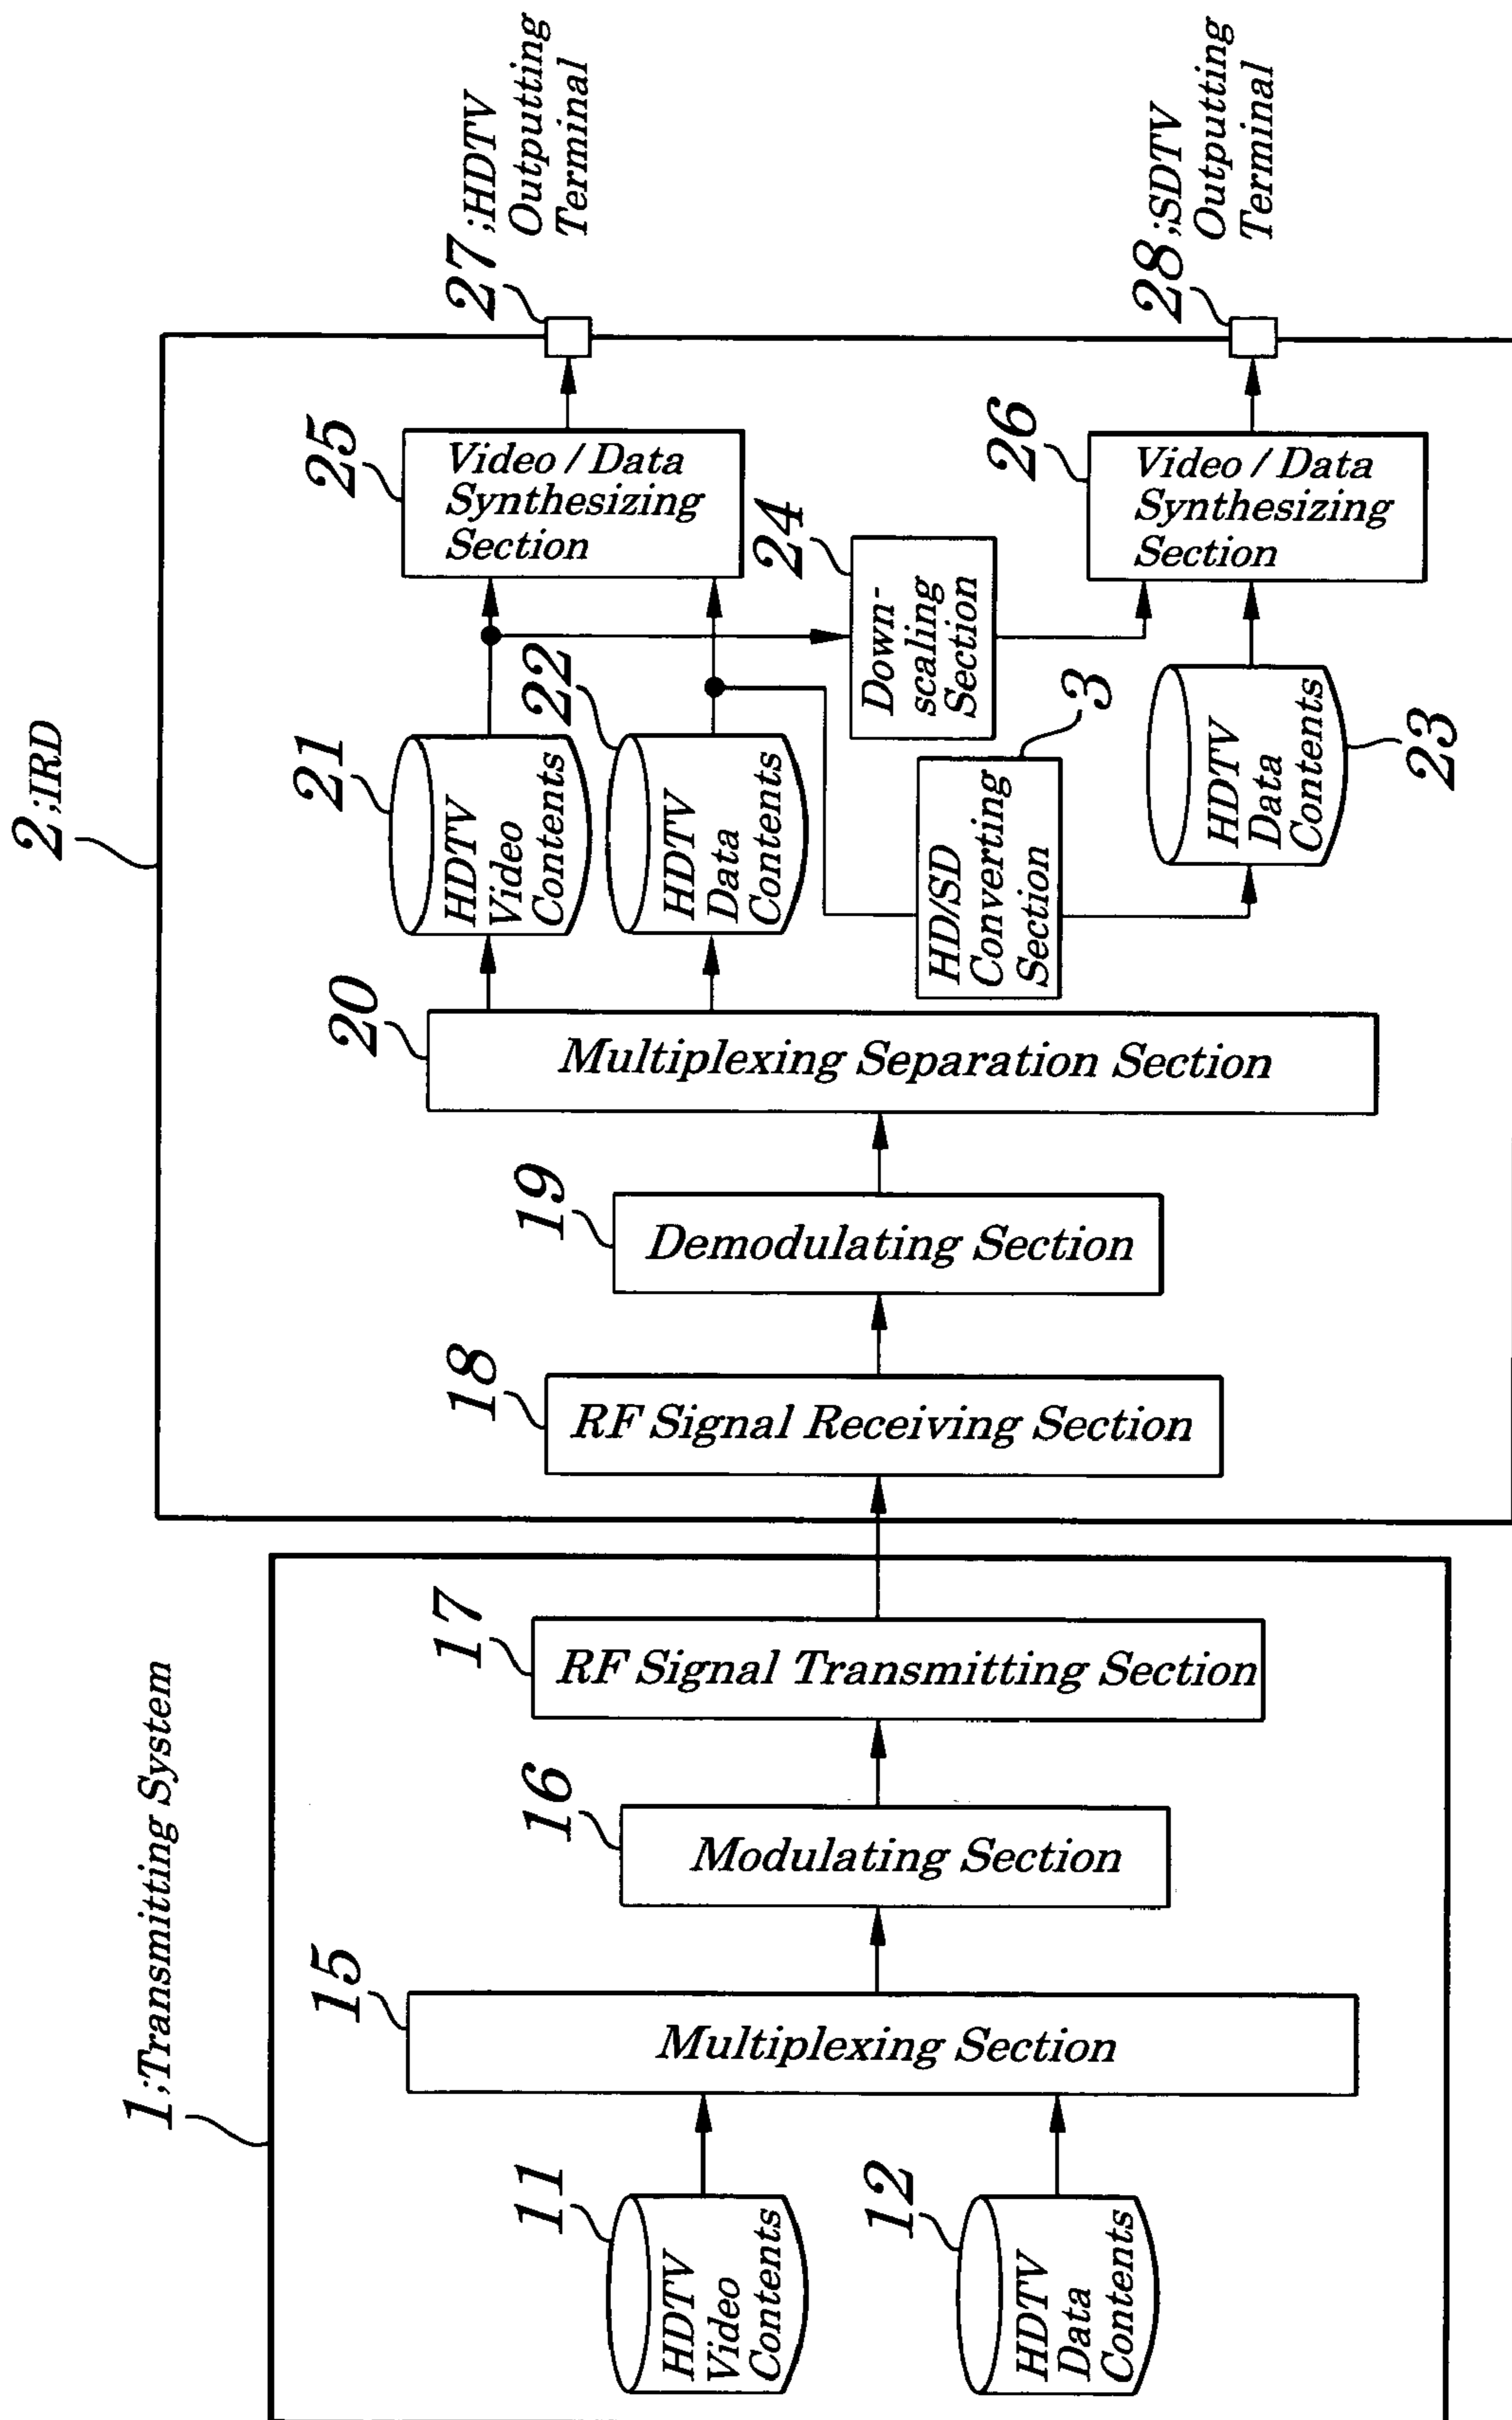 1;Transmitting System
11
HDTV
Video
Contents
12
HDTV
Data
Contents
15
Multiplexing Section
16
Modulating Section
17
RF Signal Transmitting Section
2;IRD
18
RF Signal Receiving Section
19
Demodulating Section
20
Multiplexing Separation Section
21
HDTV
Video
Contents
22
HDTV
Data
Contents
HD/SD
Converting
Section
3
Down-
scaling
Section
24
HDTV
Data
Contents
23
25
Video / Data
Synthesizing
Section
26
Video / Data
Synthesizing
Section
27;HDTV
Outputting
Terminal
28;SDTV
Outputting
Terminal